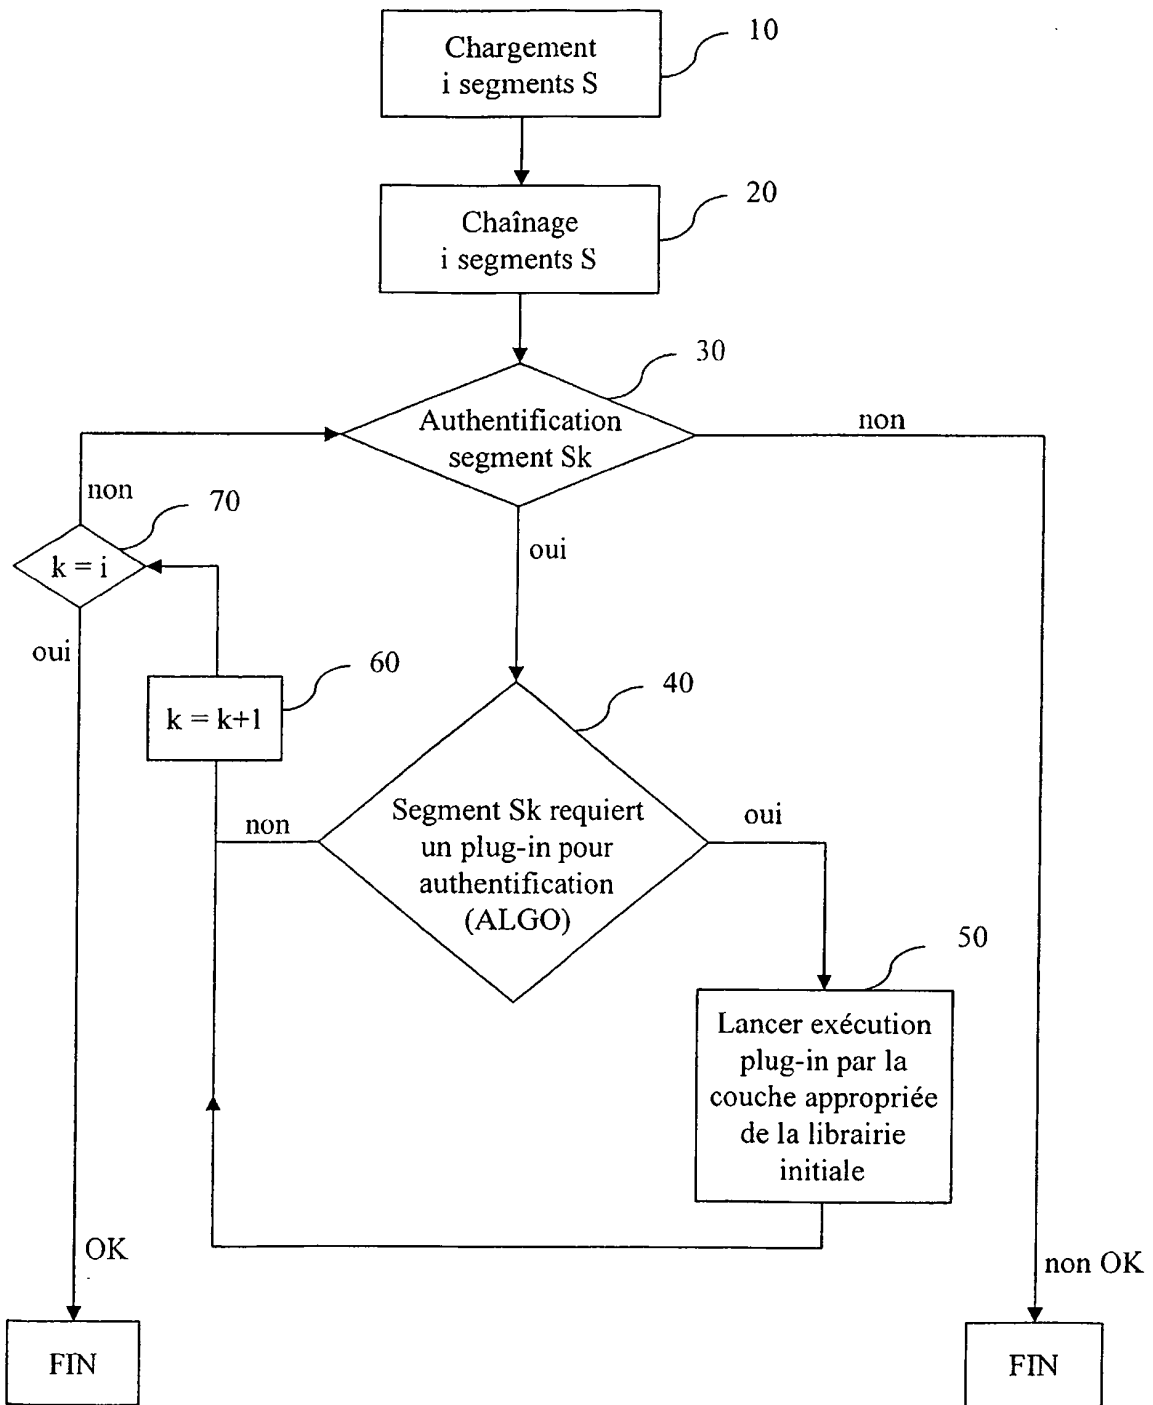 Chargement
i segments S
10
Chaînage
i segments S
20
30
Authentification
segment Sk
non
non
70
k = i
oui
oui
60
k = k+1
40
Segment Sk requiert
un plug-in pour
authentification
(ALGO)
non
oui
50
Lancer exécution
plug-in par la
couche appropriée
de la librairie
initiale
OK
non OK
FIN
FIN